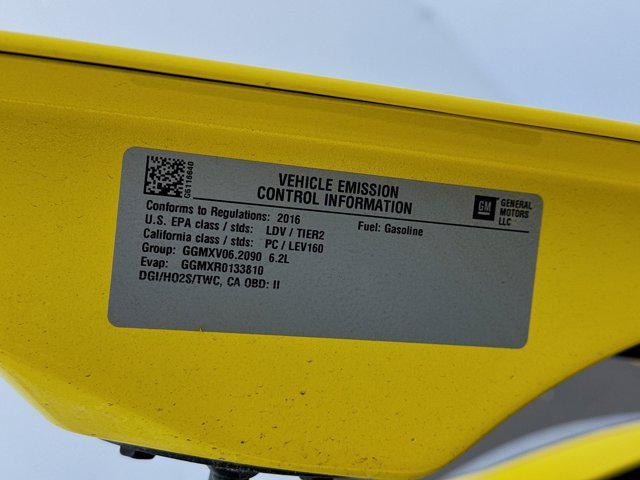 C5116640
VEHICLE EMISSION
CONTROL INFORMATION
GM
GENERAL
MOTORS
LLC
Conforms to Regulations: 2016
Fuel: Gasoline
U.S. EPA class / stds: LDV / TIER2
California class / stds: PC / LEV160
Group: GGMXV06.2090 6.2L
Evap: GGMXR0133810
DGI/HO2S/TWC, CA OBD: II